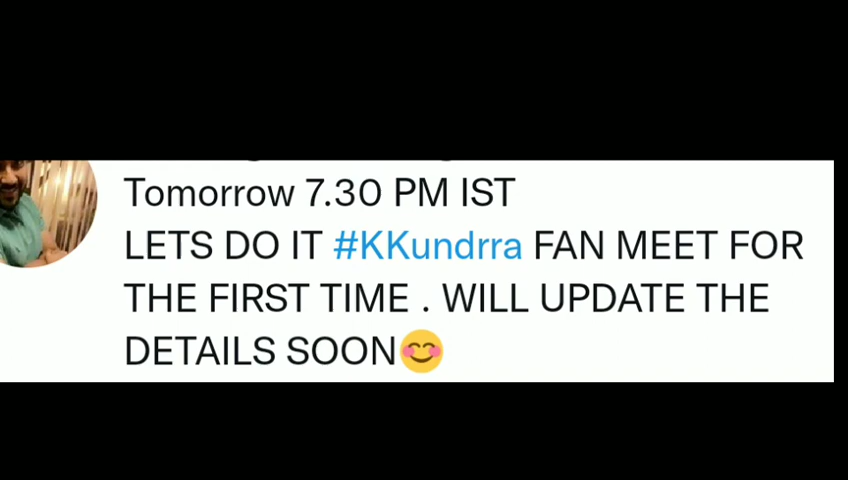 Tomorrow 7.30 PM IST
LETS DO IT #KKundrra FAN MEET FOR
THE FIRST TIME . WILL UPDATE THE
DETAILS SOON😊